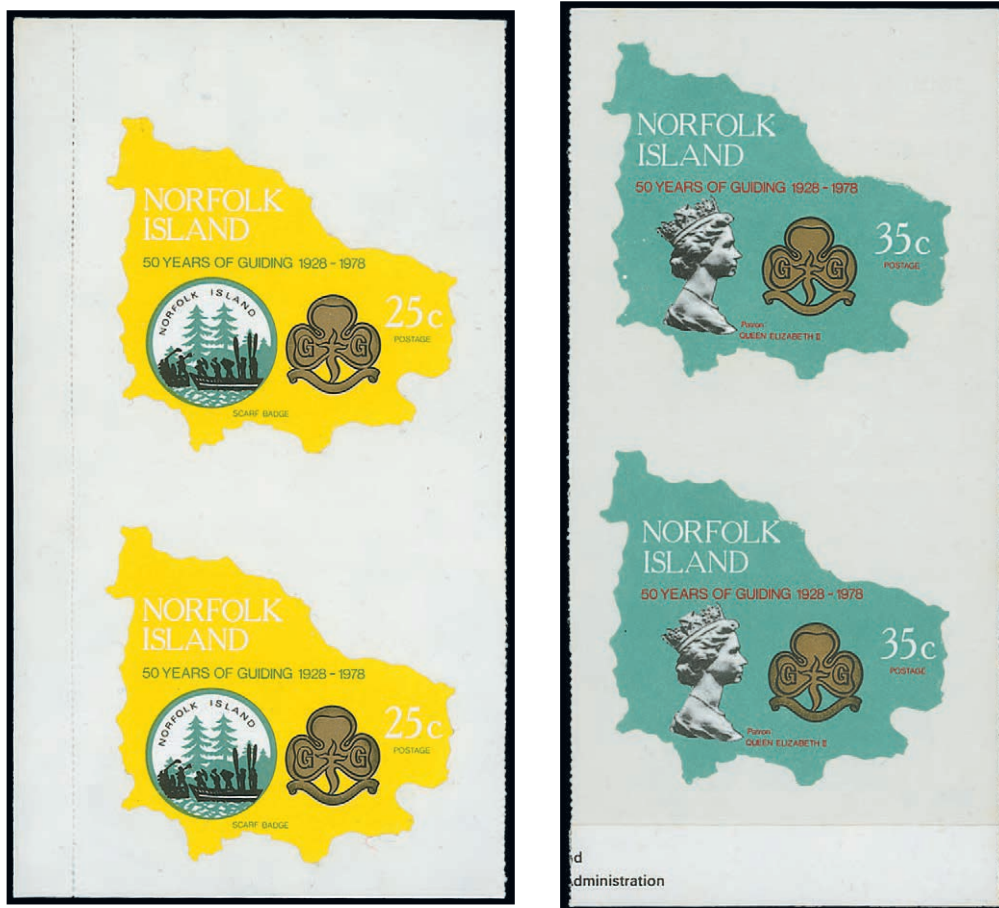 NORFOLK
ISLAND
50 YEARS OF GUIDING 1928-1978
NORFOLK ISLAND
G G
25c
POSTAGE
SCARF BADGE
NORFOLK
ISLAND
50 YEARS OF GUIDING 1928-1978
NORFOLK ISLAND
G G
25c
POSTAGE
SCARF BADGE
NORFOLK
ISLAND
50 YEARS OF GUIDING 1928-1978
G G
35c
POSTAGE
Patron
QUEEN ELIZABETH II
NORFOLK
ISLAND
50 YEARS OF GUIDING 1928-1978
G G
35c
POSTAGE
Patron
QUEEN ELIZABETH II
d
dministration